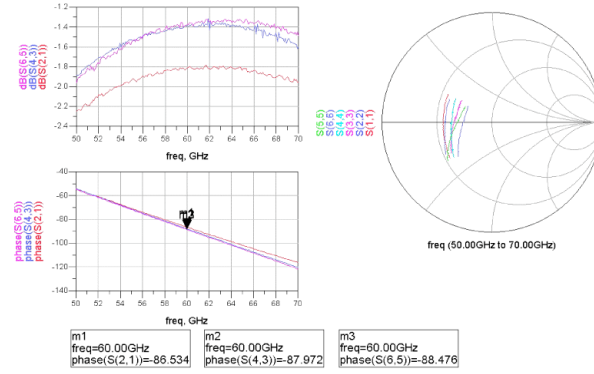 dB(S(6,5))
dB(S(4,3))
dB(S(2,1))
-1.2
-1.4
-1.6
-1.8
-2.0
-2.2
-2.4
50 52 54 56 58 60 62 64 66 68 70
freq, GHz
S(5,5)
S(6,6)
S(4,4)
S(3,3)
S(2,2)
S(1,1)
freq (50.00GHz to 70.00GHz)
phase(S(6,5))
phase(S(4,3))
phase(S(2,1))
-40
-60
-80
-100
-120
-140
50 52 54 56 58 60 62 64 66 68 70
freq, GHz
m1
freq=60.00GHz
phase(S(2,1))=-86.534
m2
freq=60.00GHz
phase(S(4,3))=-87.972
m3
freq=60.00GHz
phase(S(6,5))=-88.476